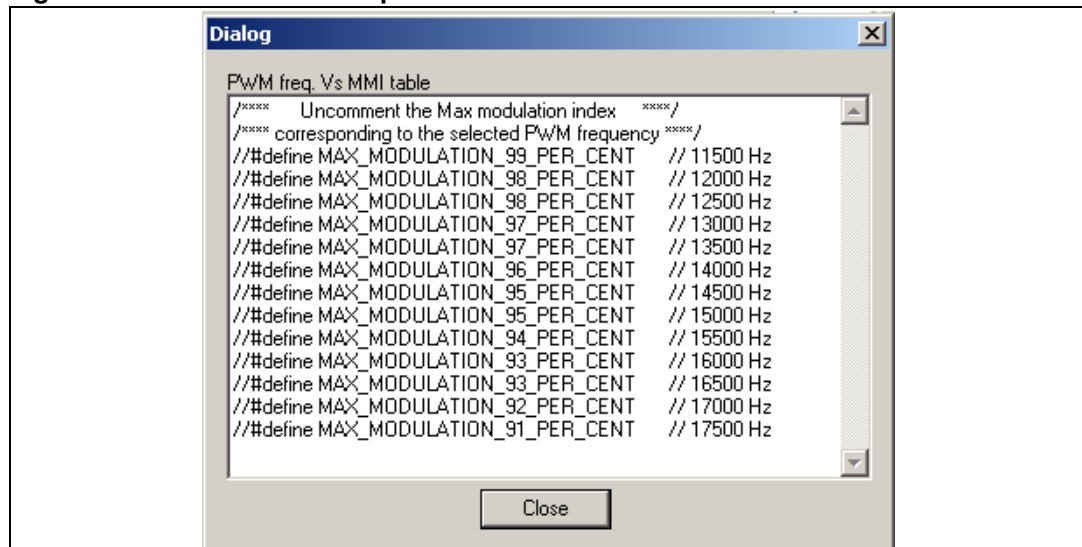 Dialog
PWM freq. Vs MMI table
/**** Uncomment the Max modulation index ****/
/**** corresponding to the selected PWM frequency ****/
//#define MAX_MODULATION_99_PER_CENT // 11500 Hz
//#define MAX_MODULATION_98_PER_CENT // 12000 Hz
//#define MAX_MODULATION_98_PER_CENT // 12500 Hz
//#define MAX_MODULATION_97_PER_CENT // 13000 Hz
//#define MAX_MODULATION_97_PER_CENT // 13500 Hz
//#define MAX_MODULATION_96_PER_CENT // 14000 Hz
//#define MAX_MODULATION_95_PER_CENT // 14500 Hz
//#define MAX_MODULATION_95_PER_CENT // 15000 Hz
//#define MAX_MODULATION_94_PER_CENT // 15500 Hz
//#define MAX_MODULATION_93_PER_CENT // 16000 Hz
//#define MAX_MODULATION_93_PER_CENT // 16500 Hz
//#define MAX_MODULATION_92_PER_CENT // 17000 Hz
//#define MAX_MODULATION_91_PER_CENT // 17500 Hz
Close